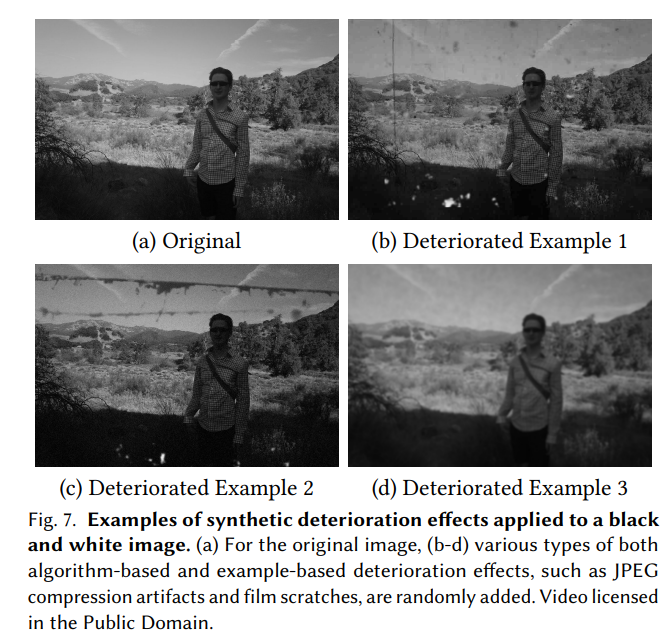 (a) Original
(b) Deteriorated Example 1
(c) Deteriorated Example 2
(d) Deteriorated Example 3
Fig. 7. Examples of synthetic deterioration effects applied to a black
and white image. (a) For the original image, (b-d) various types of both
algorithm-based and example-based deterioration effects, such as JPEG
compression artifacts and film scratches, are randomly added. Video licensed
in the Public Domain.